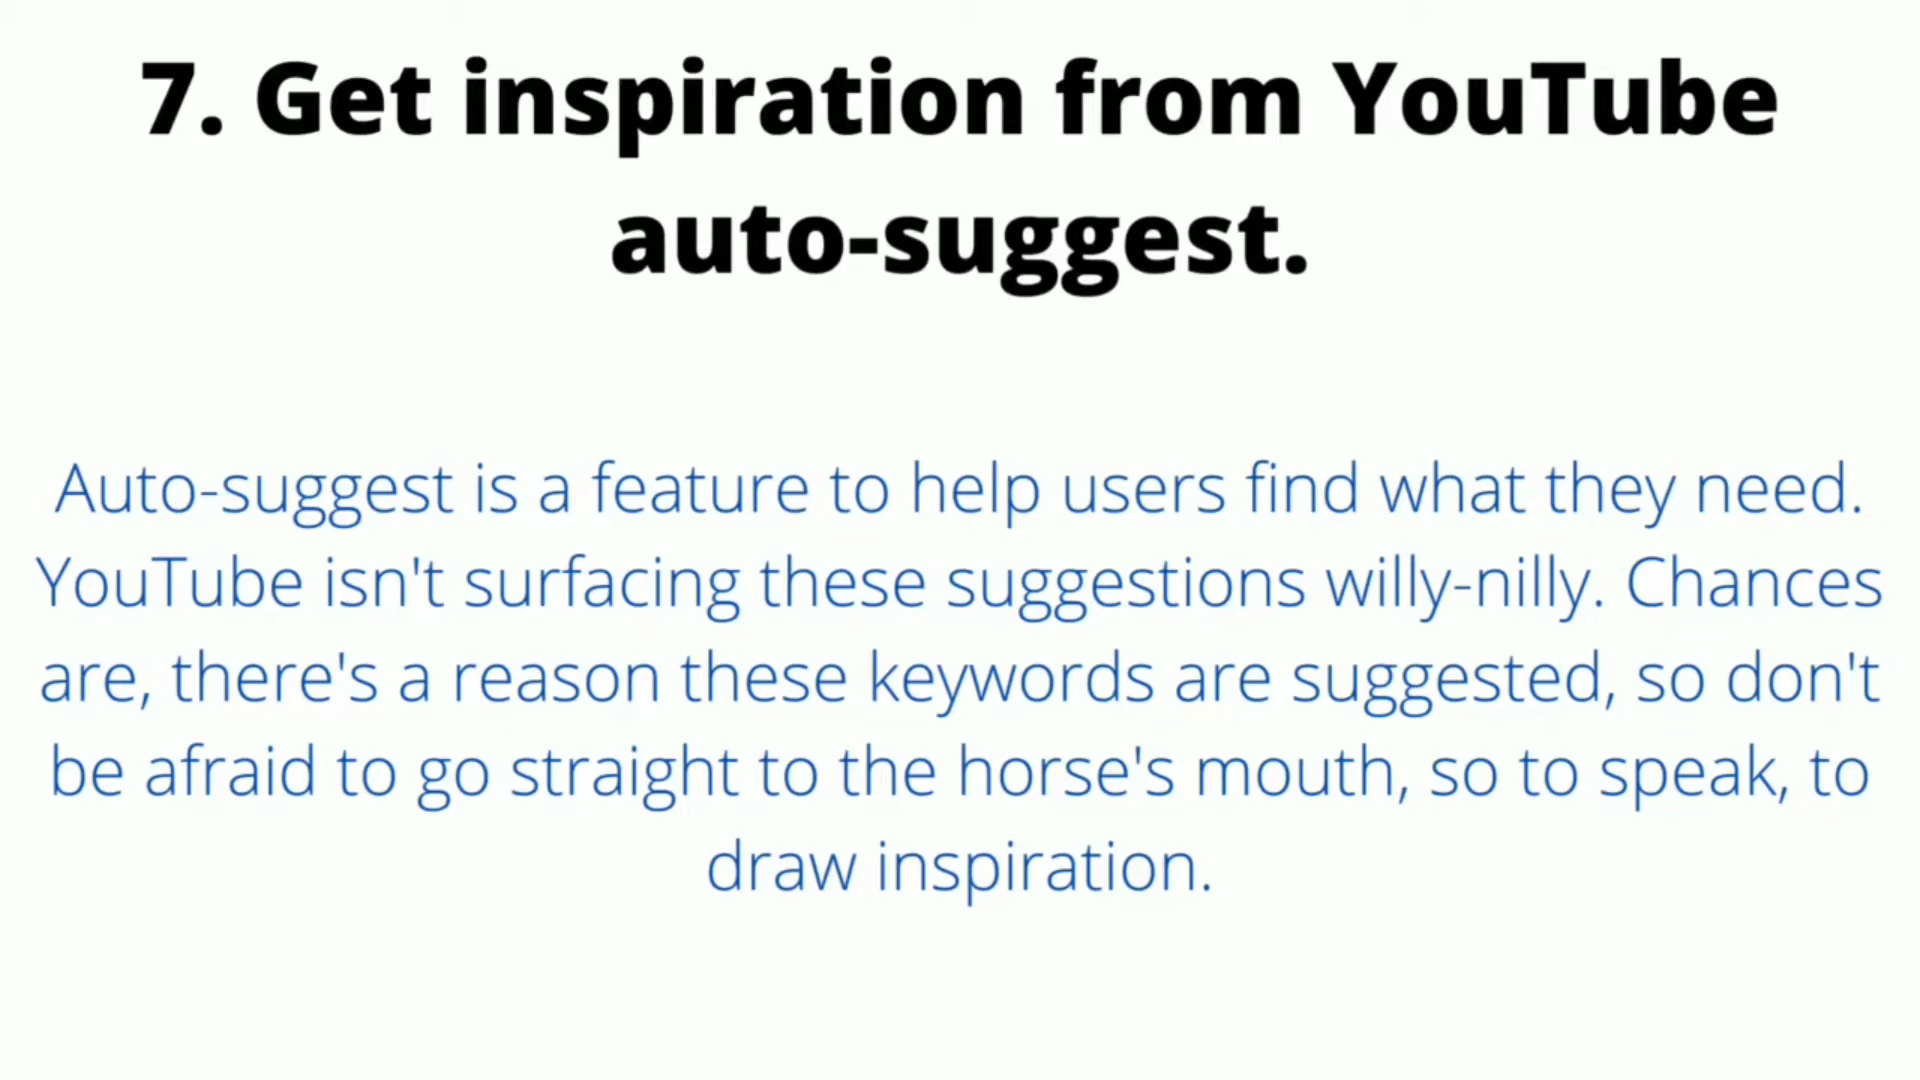 7. Get inspiration from YouTube
auto-suggest.
Auto-suggest is a feature to help users find what they need.
YouTube isn't surfacing these suggestions willy-nilly. Chances
are, there's a reason these keywords are suggested, so don't
be afraid to go straight to the horse's mouth, so to speak, to
draw inspiration.